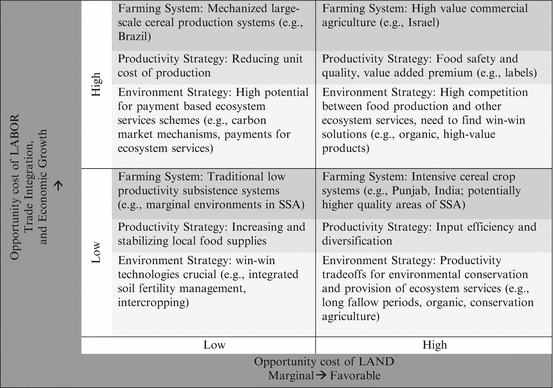 Opportunity cost of LABOR
Trade Integration,
and Economic Growth
→
High
Farming System: Mechanized large-
scale cereal production systems (e.g.,
Brazil)
Productivity Strategy: Reducing unit
cost of production
Environment Strategy: High potential
for payment based ecosystem
services schemes (e.g., carbon
market mechanisms, payments for
ecosystem services)
Farming System: High value commercial
agriculture (e.g., Israel)
Productivity Strategy: Food safety and
quality, value added premium (e.g., labels)
Environment Strategy: High competition
between food production and other
ecosystem services, need to find win-win
solutions (e.g., organic, high-value
products)
Low
Farming System: Traditional low
productivity subsistence systems
(e.g., marginal environments in SSA)
Productivity Strategy: Increasing and
stabilizing local food supplies
Environment Strategy: win-win
technologies crucial (e.g., integrated
soil fertility management,
intercropping)
Farming System: Intensive cereal crop
systems (e.g., Punjab, India; potentially
higher quality areas of SSA)
Productivity Strategy: Input efficiency and
diversification
Environment Strategy: Productivity
tradeoffs for environmental conservation
and provision of ecosystem services (e.g.,
long fallow periods, organic, conservation
agriculture)
Low
High
Opportunity cost of LAND
Marginal → Favorable